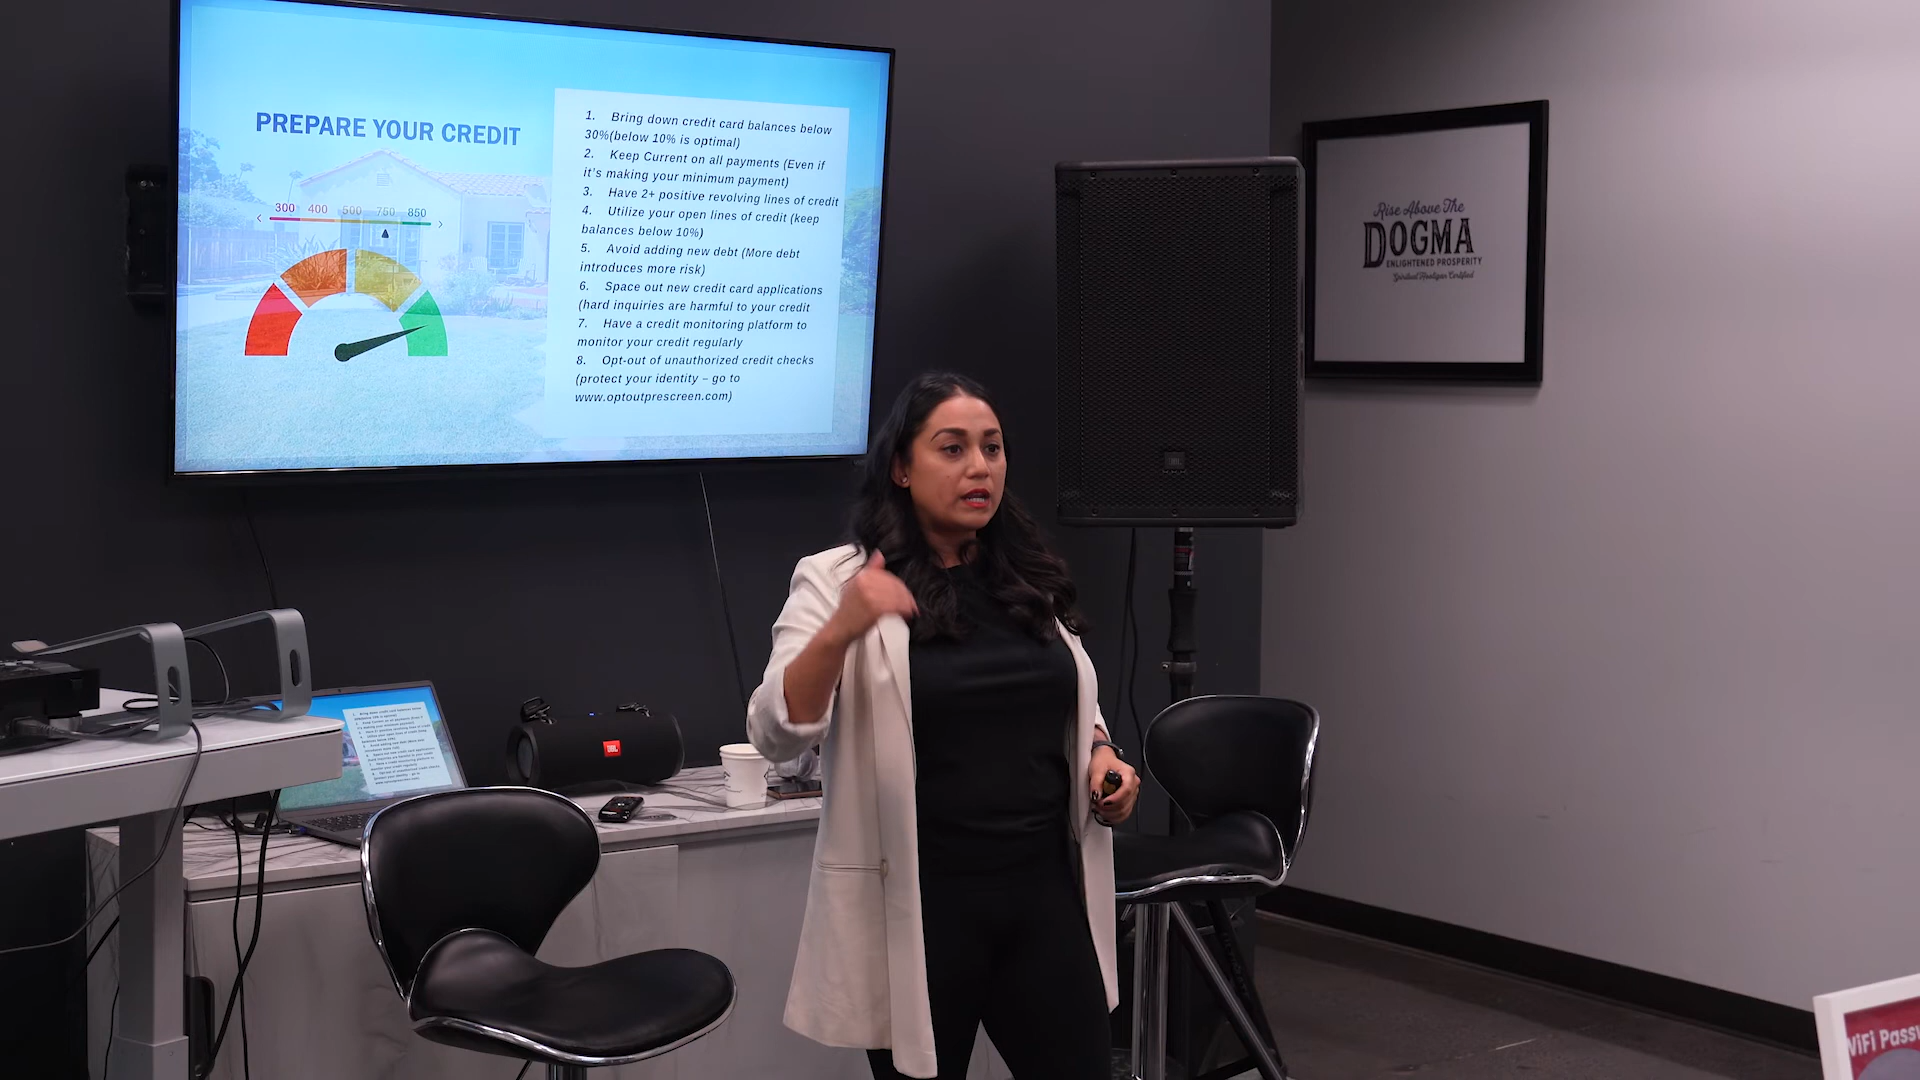 PREPARE YOUR CREDIT
300 400 500 750 850
1. Bring down credit card balances below
30%(below 10% is optimal)
2. Keep Current on all payments (Even if
it's making your minimum payment)
3. Have 2+ positive revolving lines of credit
4. Utilize your open lines of credit (keep
balances below 10%)
5. Avoid adding new debt (More debt
introduces more risk)
6. Space out new credit card applications
(hard inquiries are harmful to your credit
7. Have a credit monitoring platform to
monitor your credit regularly
8. Opt-out of unauthorized credit checks
(protect your identity – go to
www.optoutprescreen.com)
Rise Above The
DOGMA
ENLIGHTENED PROSPERITY
Spiritual Hooligan Certified
JBL
JBL
WiFi